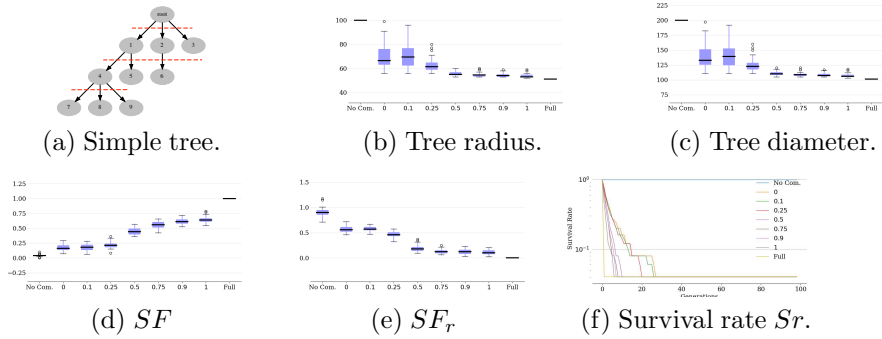 root
1 2 3
4 5 6
7 8 9
(a) Simple tree.
100
80
60
40
No Com. 0 0.1 0.25 0.5 0.75 0.9 1 Full
(b) Tree radius.
225
200
175
150
125
100
75
No Com. 0 0.1 0.25 0.5 0.75 0.9 1 Full
(c) Tree diameter.
1.25
1.00
0.75
0.50
0.25
0.00
−0.25
No Com. 0 0.1 0.25 0.5 0.75 0.9 1 Full
(d) SF
1.5
1.0
0.5
0.0
No Com. 0 0.1 0.25 0.5 0.75 0.9 1 Full
(e) SFr
Survival Rate
10⁰
10⁻¹
No Com.
0
0.1
0.25
0.5
0.75
0.9
1
Full
0 20 40 60 80 100
Generations
(f) Survival rate Sr.